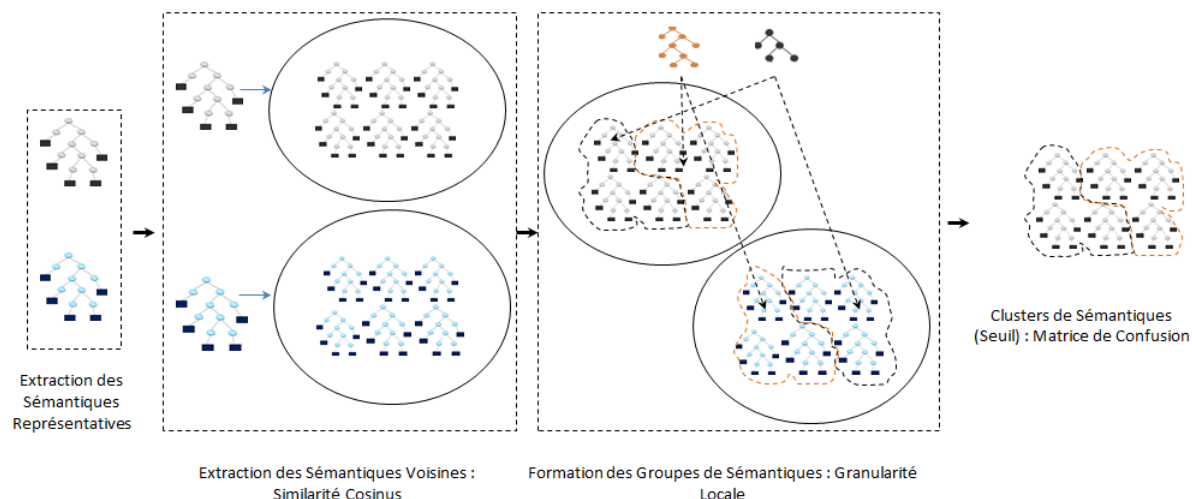 Extraction des
Sémantiques
Représentatives
Extraction des Sémantiques Voisines :
Similarité Cosinus
Formation des Groupes de Sémantiques : Granularité
Locale
Clusters de Sémantiques
(Seuil) : Matrice de Confusion